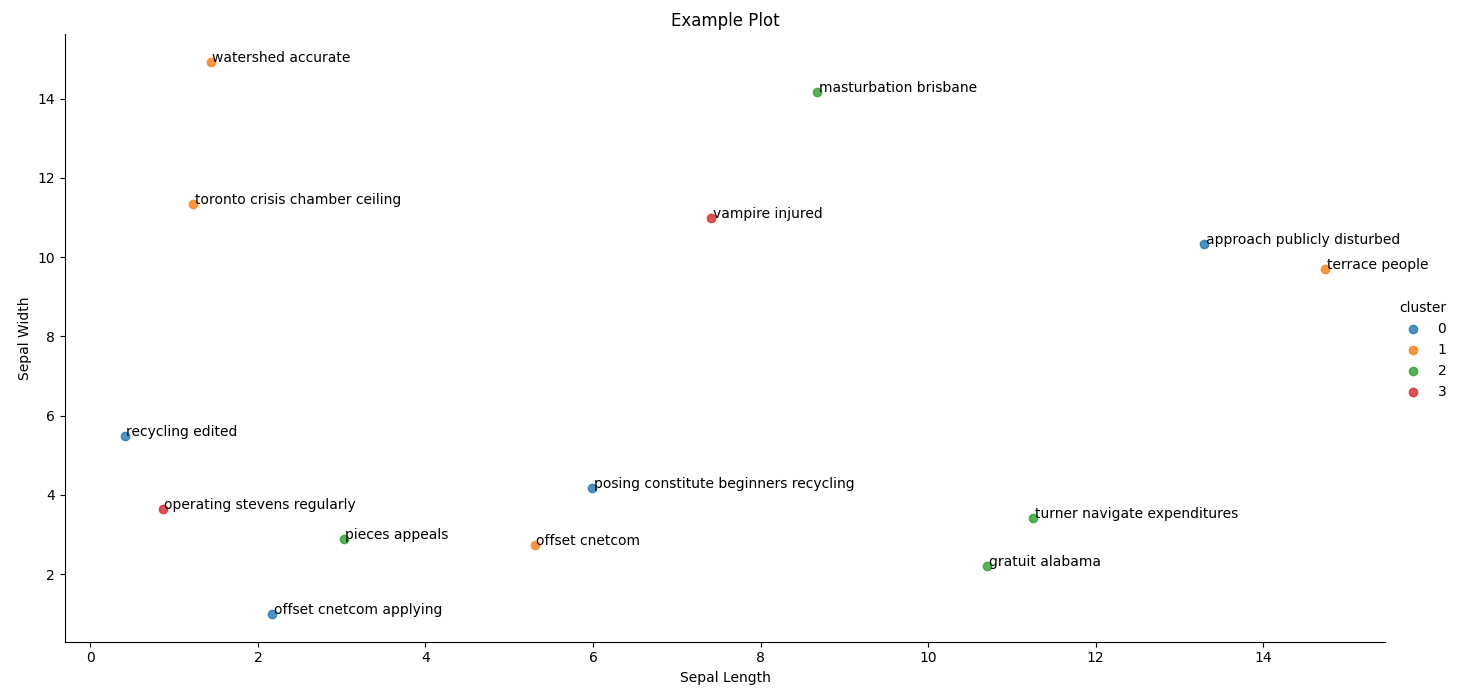 Example Plot
watershed accurate
masturbation brisbane
toronto crisis chamber ceiling
vampire injured
approach publicly disturbed
terrace people
recycling edited
posing constitute beginners recycling
operating stevens regularly
turner navigate expenditures
pieces appeals
offset cnetcom
gratuit alabama
offset cnetcom applying
Sepal Width
14
12
10
8
6
4
2
0 2 4 6 8 10 12 14
Sepal Length
cluster
0
1
2
3